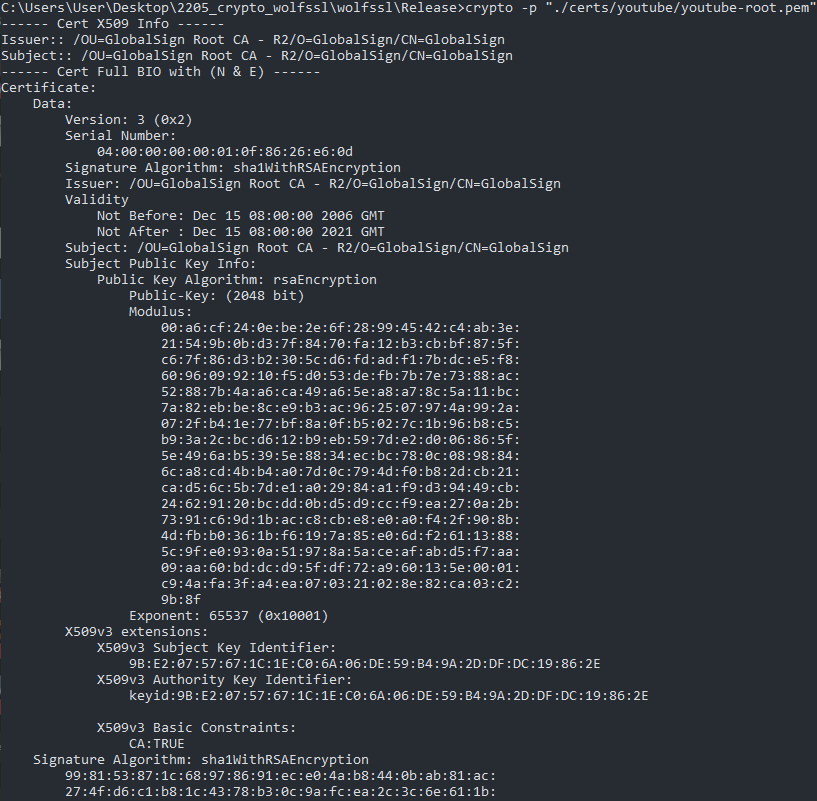 C:\Users\User\Desktop\2205_crypto_wolfssl\wolfssl\Release>crypto -p "./certs/youtube/youtube-root.pem"
------ Cert X509 Info ------
Issuer:: /OU=GlobalSign Root CA - R2/O=GlobalSign/CN=GlobalSign
Subject:: /OU=GlobalSign Root CA - R2/O=GlobalSign/CN=GlobalSign
------ Cert Full BIO with (N & E) ------
Certificate:
Data:
Version: 3 (0x2)
Serial Number:
04:00:00:00:00:01:0f:86:26:e6:0d
Signature Algorithm: sha1WithRSAEncryption
Issuer: /OU=GlobalSign Root CA - R2/O=GlobalSign/CN=GlobalSign
Validity
Not Before: Dec 15 08:00:00 2006 GMT
Not After : Dec 15 08:00:00 2021 GMT
Subject: /OU=GlobalSign Root CA - R2/O=GlobalSign/CN=GlobalSign
Subject Public Key Info:
Public Key Algorithm: rsaEncryption
Public-Key: (2048 bit)
Modulus:
00:a6:cf:24:0e:be:2e:6f:28:99:45:42:c4:ab:3e:
21:54:9b:0b:d3:7f:84:70:fa:12:b3:cb:bf:87:5f:
c6:7f:86:d3:b2:30:5c:d6:fd:ad:f1:7b:dc:e5:f8:
60:96:09:92:10:f5:d0:53:de:fb:7b:7e:73:88:ac:
52:88:7b:4a:a6:ca:49:a6:5e:a8:a7:8c:5a:11:bc:
7a:82:eb:be:8c:e9:b3:ac:96:25:07:97:4a:99:2a:
07:2f:b4:1e:77:bf:8a:0f:b5:02:7c:1b:96:b8:c5:
b9:3a:2c:bc:d6:12:b9:eb:59:7d:e2:d0:06:86:5f:
5e:49:6a:b5:39:5e:88:34:ec:bc:78:0c:08:98:84:
6c:a8:cd:4b:b4:a0:7d:0c:79:4d:f0:b8:2d:cb:21:
ca:d5:6c:5b:7d:e1:a0:29:84:a1:f9:d3:94:49:cb:
24:62:91:20:bc:dd:0b:d5:d9:cc:f9:ea:27:0a:2b:
73:91:c6:9d:1b:ac:c8:cb:e8:e0:a0:f4:2f:90:8b:
4d:fb:b0:36:1b:f6:19:7a:85:e0:6d:f2:61:13:88:
5c:9f:e0:93:0a:51:97:8a:5a:ce:af:ab:d5:f7:aa:
09:aa:60:bd:dc:d9:5f:df:72:a9:60:13:5e:00:01:
c9:4a:fa:3f:a4:ea:07:03:21:02:8e:82:ca:03:c2:
9b:8f
Exponent: 65537 (0x10001)
X509v3 extensions:
X509v3 Subject Key Identifier:
9B:E2:07:57:67:1C:1E:C0:6A:06:DE:59:B4:9A:2D:DF:DC:19:86:2E
X509v3 Authority Key Identifier:
keyid:9B:E2:07:57:67:1C:1E:C0:6A:06:DE:59:B4:9A:2D:DF:DC:19:86:2E
X509v3 Basic Constraints:
CA:TRUE
Signature Algorithm: sha1WithRSAEncryption
99:81:53:87:1c:68:97:86:91:ec:e0:4a:b8:44:0b:ab:81:ac:
27:4f:d6:c1:b8:1c:43:78:b3:0c:9a:fc:ea:2c:3c:6e:61:1b: